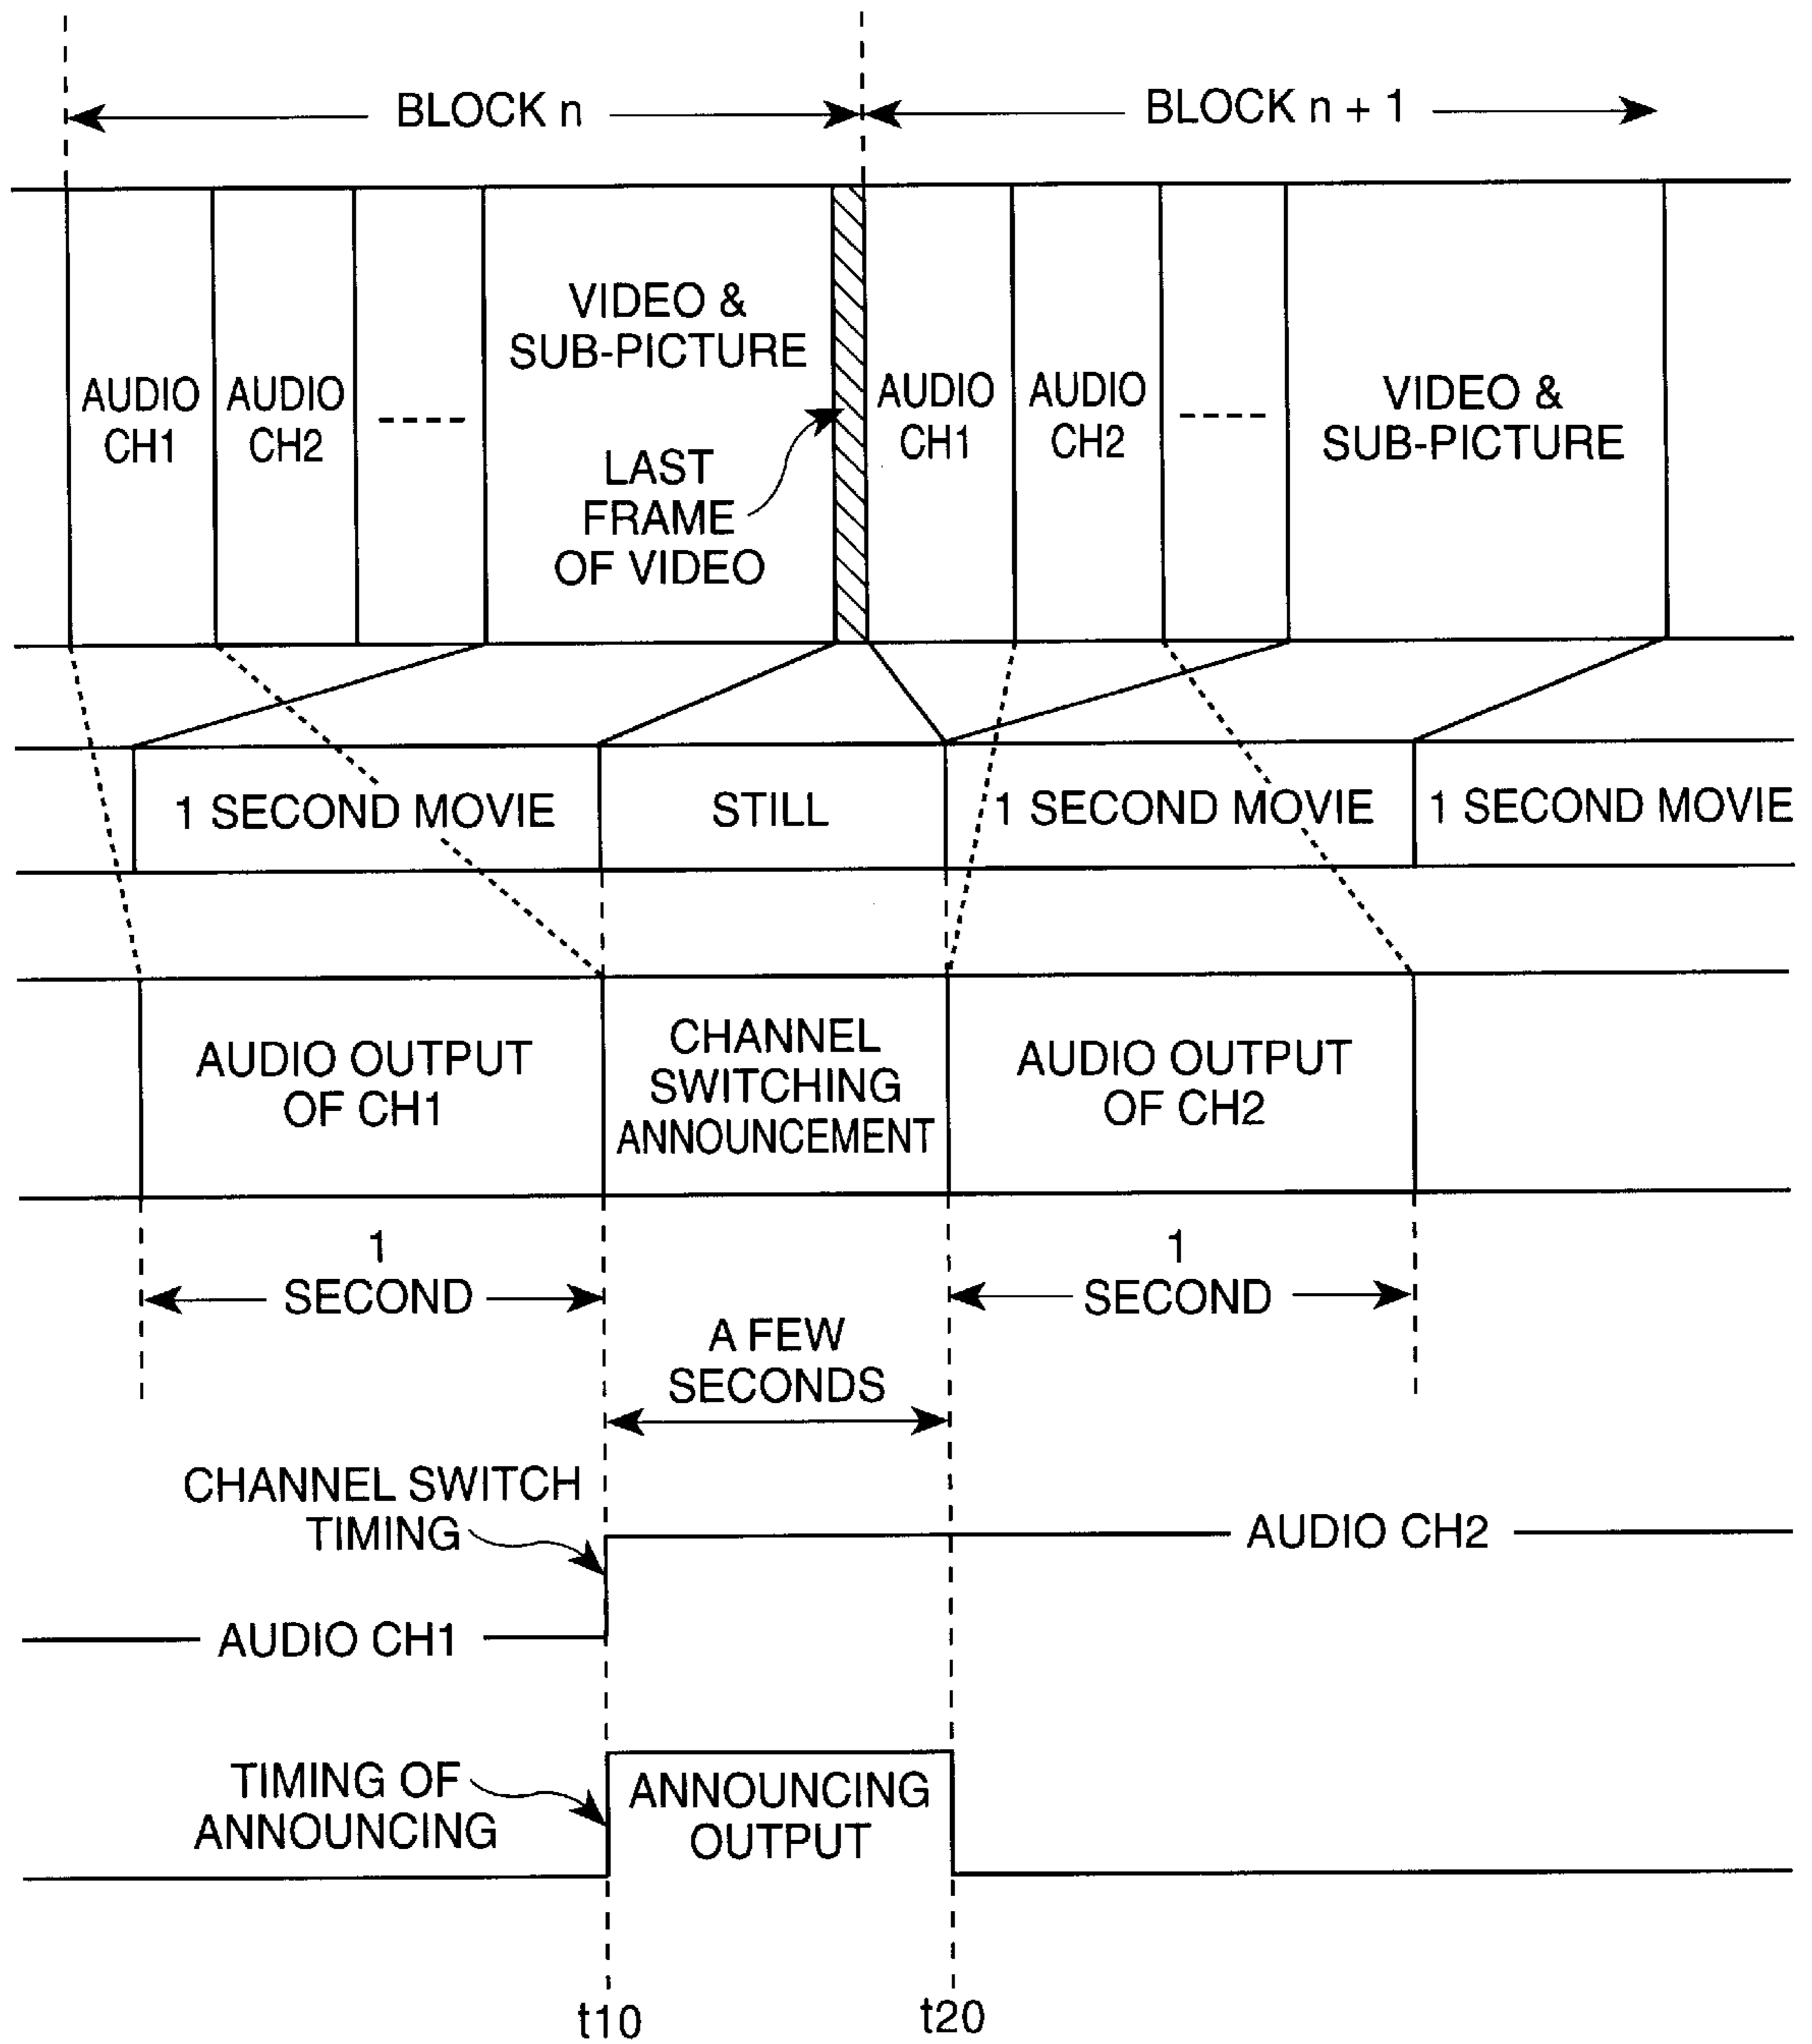 BLOCK n
BLOCK n + 1
AUDIO
CH1
AUDIO
CH2
----
VIDEO &
SUB-PICTURE
LAST
FRAME
OF VIDEO
AUDIO
CH1
AUDIO
CH2
----
VIDEO &
SUB-PICTURE
1 SECOND MOVIE
STILL
1 SECOND MOVIE
1 SECOND MOVIE
AUDIO OUTPUT
OF CH1
CHANNEL
SWITCHING
ANNOUNCEMENT
AUDIO OUTPUT
OF CH2
1
SECOND
1
SECOND
A FEW
SECONDS
CHANNEL SWITCH
TIMING
AUDIO CH2
AUDIO CH1
TIMING OF
ANNOUNCING
ANNOUNCING
OUTPUT
t10
t20